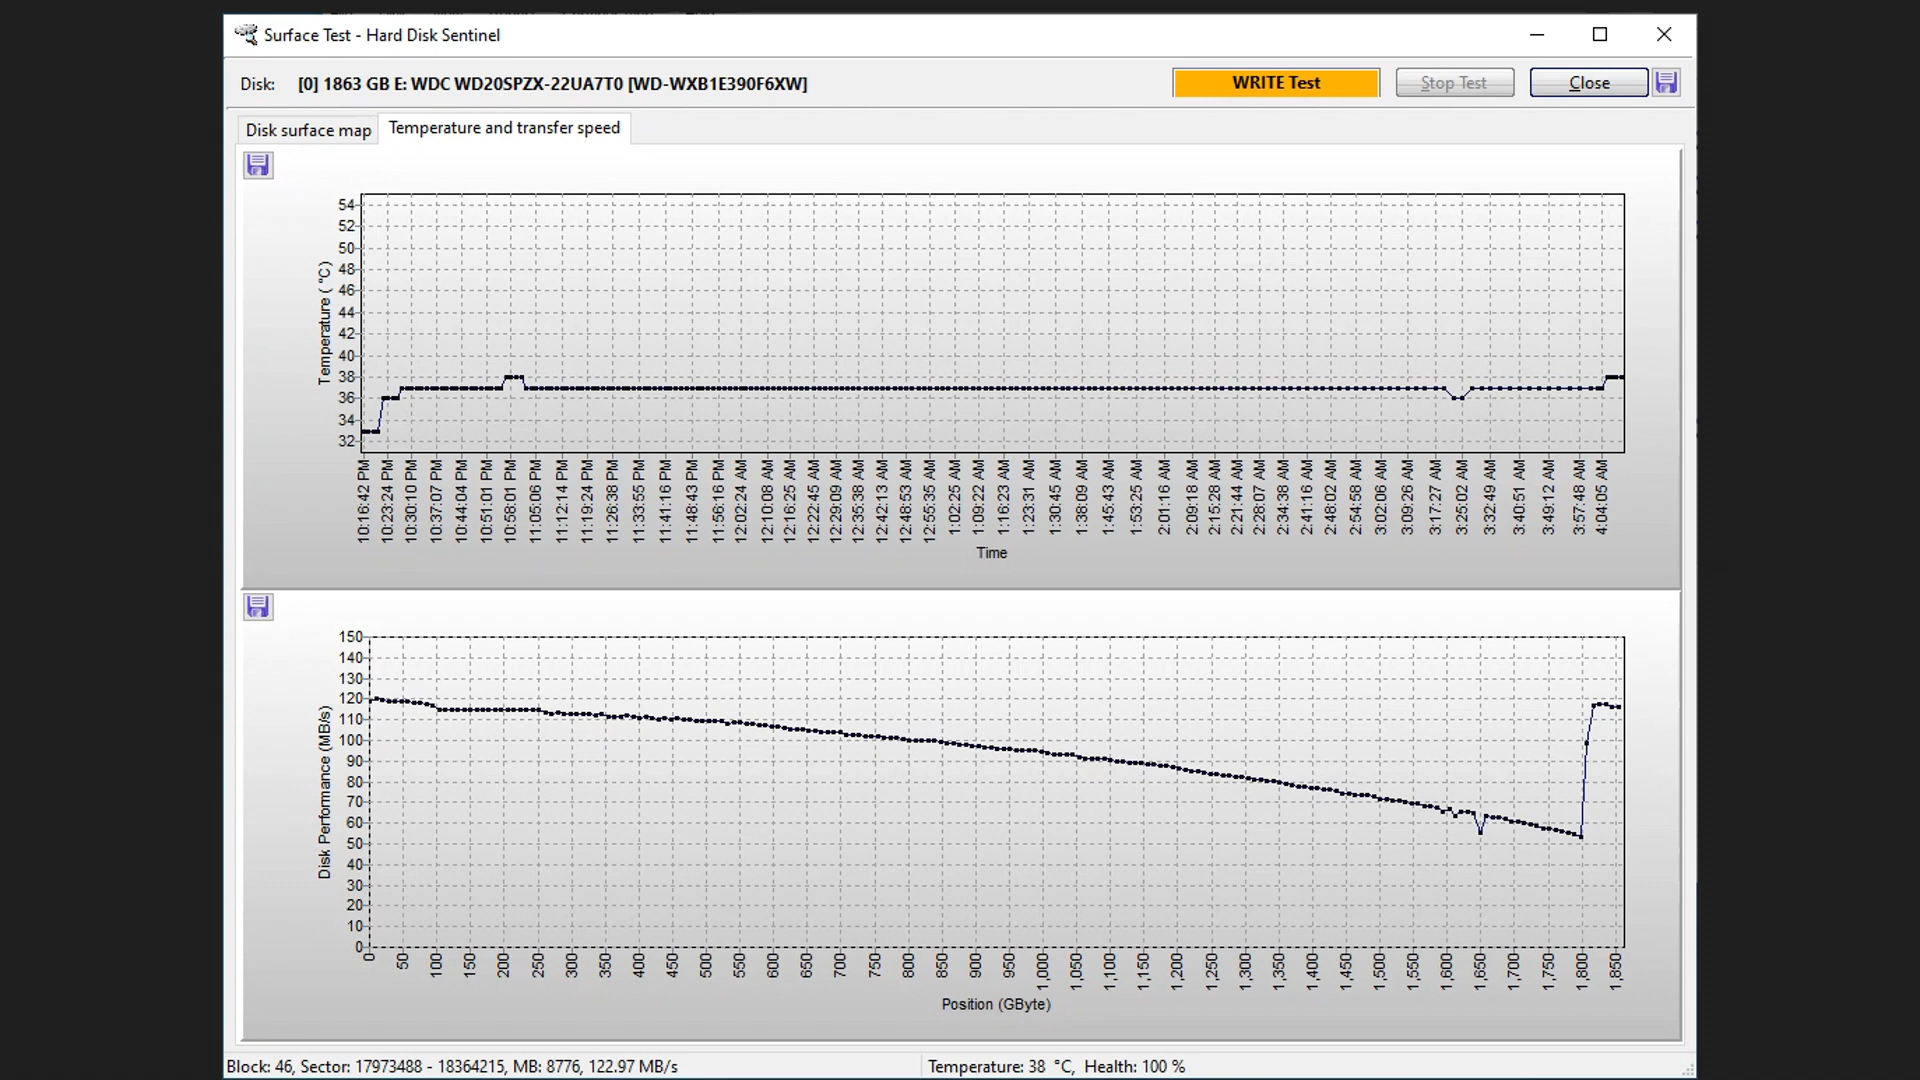 Surface Test - Hard Disk Sentinel
Disk: [0] 1863 GB E: WDC WD20SPZX-22UA7T0 [WD-WXB1E390F6XW] WRITE Test Stop Test Close
Disk surface map Temperature and transfer speed
Temperature ( °C)
54
52
50
48
46
44
42
40
38
36
34
32
10:16:42 PM 10:23:24 PM 10:30:10 PM 10:37:07 PM 10:44:04 PM 10:51:01 PM 10:58:01 PM 11:05:06 PM 11:12:14 PM 11:19:24 PM 11:26:38 PM 11:33:55 PM 11:41:16 PM 11:48:43 PM 11:56:16 PM 12:02:24 AM 12:10:08 AM 12:16:25 AM 12:22:45 AM 12:29:09 AM 12:35:38 AM 12:42:13 AM 12:48:53 AM 12:55:35 AM 1:02:25 AM 1:09:22 AM 1:16:23 AM 1:23:31 AM 1:30:45 AM 1:38:09 AM 1:45:43 AM 1:53:25 AM 2:01:16 AM 2:09:18 AM 2:15:28 AM 2:21:44 AM 2:28:07 AM 2:34:38 AM 2:41:16 AM 2:48:02 AM 2:54:58 AM 3:02:06 AM 3:09:26 AM 3:17:27 AM 3:25:02 AM 3:32:49 AM 3:40:51 AM 3:49:12 AM 3:57:48 AM 4:04:05 AM
Time
Disk Performance (MB/s)
150
140
130
120
110
100
90
80
70
60
50
40
30
20
10
0
0 50 100 150 200 250 300 350 400 450 500 550 600 650 700 750 800 850 900 950 1,000 1,050 1,100 1,150 1,200 1,250 1,300 1,350 1,400 1,450 1,500 1,550 1,600 1,650 1,700 1,750 1,800 1,850
Position (GByte)
Block: 46, Sector: 17973488 - 18364215, MB: 8776, 122.97 MB/s Temperature: 38 °C, Health: 100 %